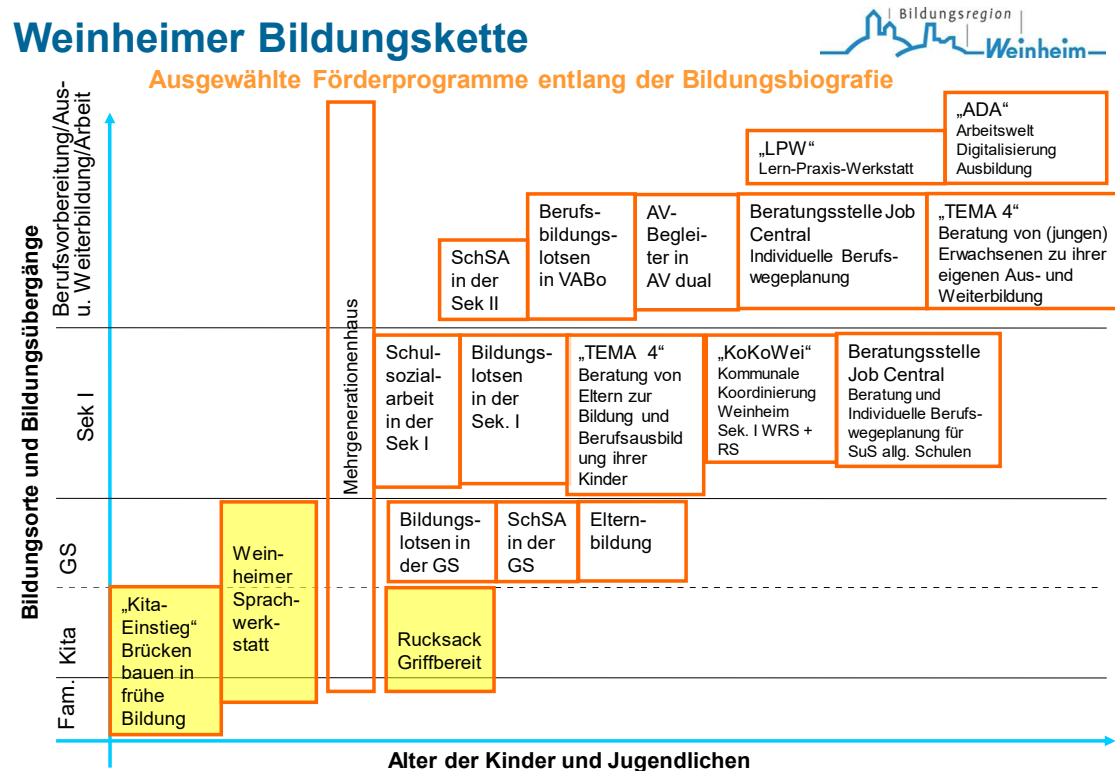 Weinheimer Bildungskette
Bildungsregion
Weinheim
Ausgewählte Förderprogramme entlang der Bildungsbiografie
Bildungsorte und Bildungsübergänge
Berufsvorbereitung/Aus-
u. Weiterbildung/Arbeit
„LPW“
Lern-Praxis-Werkstatt
„ADA“
Arbeitswelt
Digitalisierung
Ausbildung
SchSA
in der
Sek II
Berufs-
bildungs-
lotsen
in VABo
AV-
Beglei-
ter in
AV dual
Beratungsstelle Job
Central
Individuelle Berufs-
wegeplanung
„TEMA 4“
Beratung von (jungen)
Erwachsenen zu ihrer
eigenen Aus- und
Weiterbildung
Mehrgenerationenhaus
Sek I
Schul-
sozial-
arbeit
in der
Sek I
Bildungs-
lotsen
in der
Sek. I
„TEMA 4“
Beratung von
Eltern zur
Bildung und
Berufsausbild
ung ihrer
Kinder
„KoKoWei“
Kommunale
Koordinierung
Weinheim
Sek. I WRS +
RS
Beratungsstelle
Job Central
Beratung und
Individuelle Berufs-
wegeplanung für
SuS allg. Schulen
GS
Bildungs-
lotsen in
der GS
SchSA
in der
GS
Eltern-
bildung
Wein-
heimer
Sprach-
werk-
statt
Kita
„Kita-
Einstieg“
Brücken
bauen in
frühe
Bildung
Rucksack
Griffbereit
Fam.
Alter der Kinder und Jugendlichen